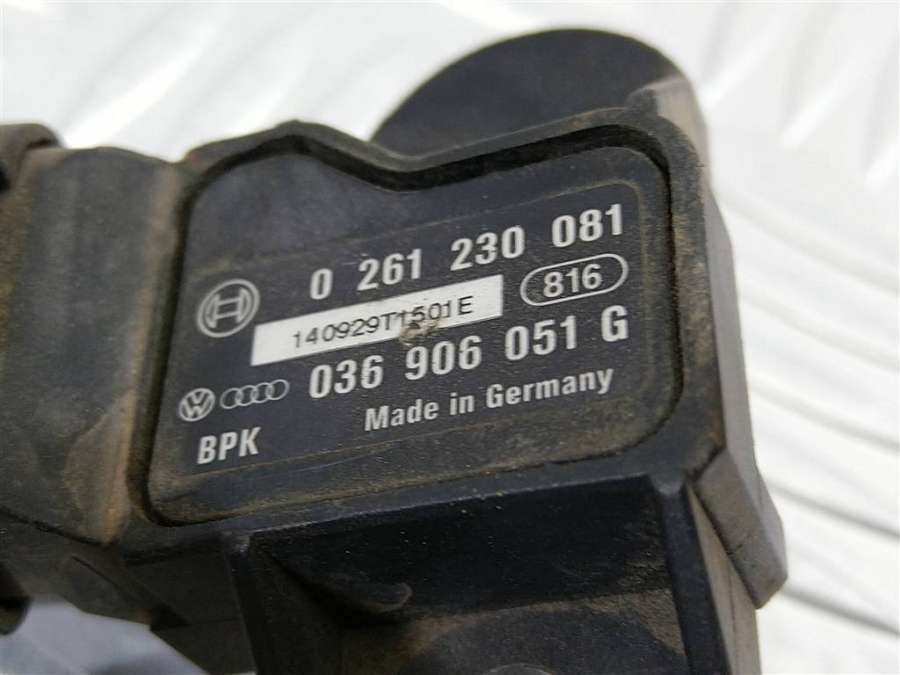 0 261 230 081
140929T1501E 816
036 906 051 G
Made in Germany
BPK